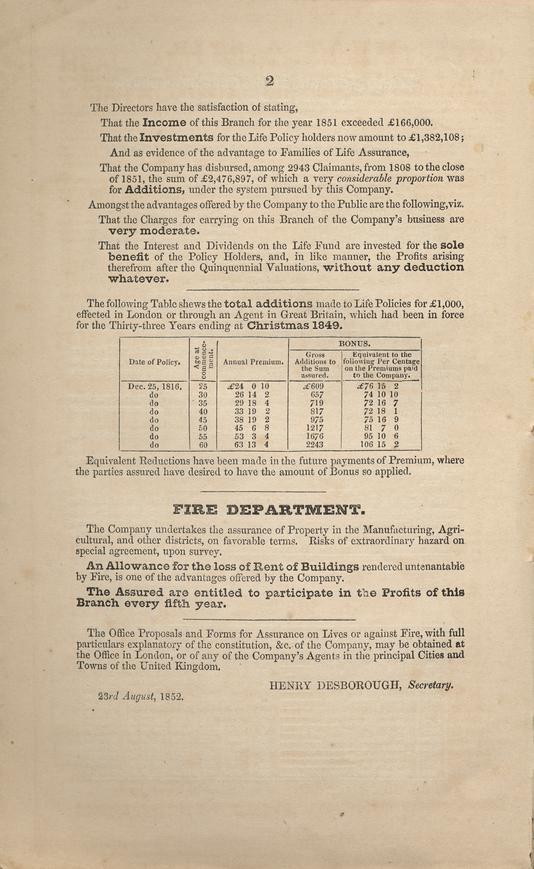 2
The Directors have the satisfaction of stating,
That the Income of this Branch for the year 1851 exceeded £166,000.
That the Investments for the Life Policy holders now amount to £1,382,108;
And as evidence of the advantage to Families of Life Assurance,
That the Company has disbursed, among 2943 Claimants, from 1808 to the close
of 1851, the sum of £2,476,897, of which a very considerable proportion was
for Additions, under the system pursued by this Company.
Amongst the advantages offered by the Company to the Public are the following, viz.
That the Charges for carrying on this Branch of the Company's business are
very moderate.
That the Interest and Dividends on the Life Fund are invested for the sole
benefit of the Policy Holders, and, in like manner, the Profits arising
therefrom after the Quinquennial Valuations, without any deduction
whatever.
The following Table shews the total additions made to Life Policies for £1,000,
effected in London or through an Agent in Great Britain, which had been in force
for the Thirty-three Years ending at Christmas 1849.
Date of Policy. Age at commence-ment. Annual Premium. BONUS.
Gross Additions to the Sum assured. Equivalent to the following Per Centage on the Premiums paid to the Company.
Dec. 25, 1816. 25 £24 0 10 £609 £76 15 2
do 30 26 14 2 657 74 10 10
do 35 29 18 4 719 72 16 7
do 40 33 19 2 817 72 18 1
do 45 38 19 2 975 75 16 9
do 50 45 6 8 1217 81 7 0
do 55 53 3 4 1676 95 10 6
do 60 63 13 4 2243 106 15 2
Equivalent Reductions have been made in the future payments of Premium, where
the parties assured have desired to have the amount of Bonus so applied.
FIRE DEPARTMENT.
The Company undertakes the assurance of Property in the Manufacturing, Agri-
cultural, and other districts, on favorable terms. Risks of extraordinary hazard on
special agreement, upon survey.
An Allowance for the loss of Rent of Buildings rendered untenantable
by Fire, is one of the advantages offered by the Company.
The Assured are entitled to participate in the Profits of this
Branch every fifth year.
The Office Proposals and Forms for Assurance on Lives or against Fire, with full
particulars explanatory of the constitution, &c. of the Company, may be obtained at
the Office in London, or of any of the Company's Agents in the principal Cities and
Towns of the United Kingdom.
HENRY DESBOROUGH, Secretary.
23rd August, 1852.